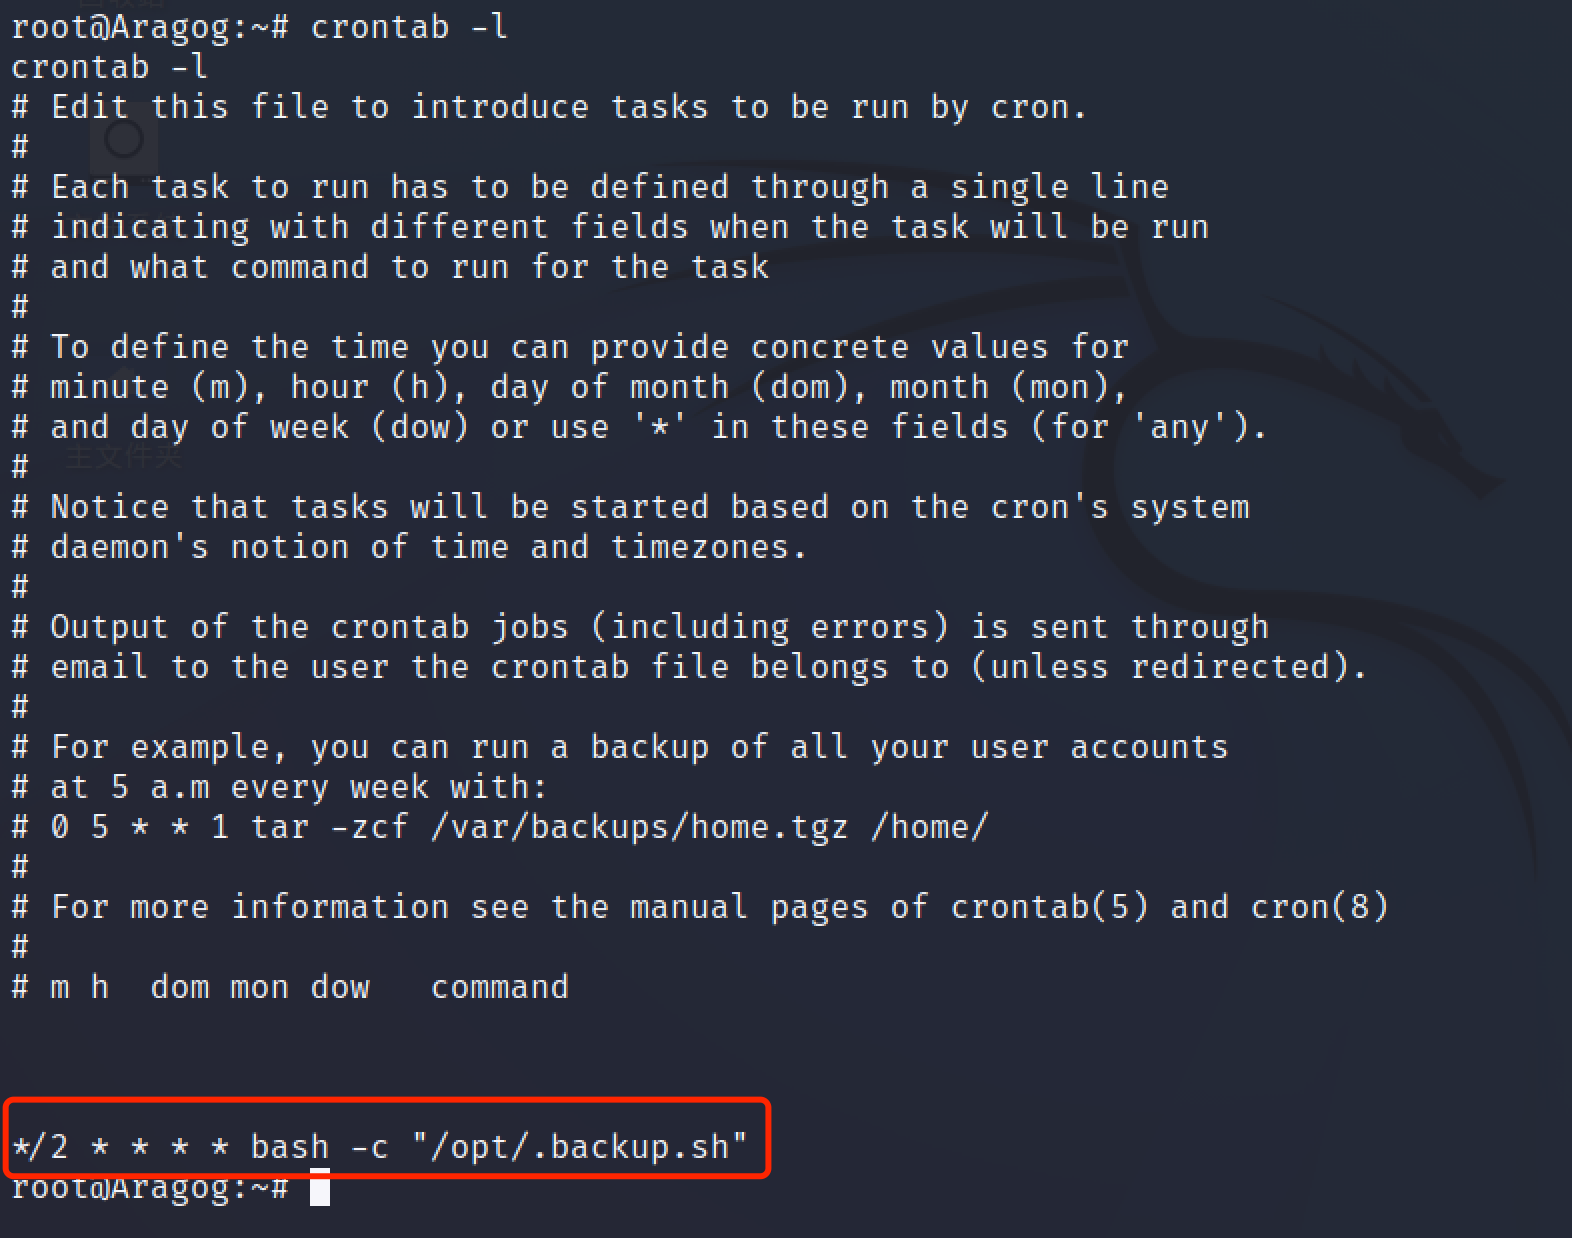 root@Aragog:~# crontab -l
crontab -l
# Edit this file to introduce tasks to be run by cron.
#
# Each task to run has to be defined through a single line
# indicating with different fields when the task will be run
# and what command to run for the task
#
# To define the time you can provide concrete values for
# minute (m), hour (h), day of month (dom), month (mon),
# and day of week (dow) or use '*' in these fields (for 'any').
主文件夹
#
# Notice that tasks will be started based on the cron's system
# daemon's notion of time and timezones.
#
# Output of the crontab jobs (including errors) is sent through
# email to the user the crontab file belongs to (unless redirected).
#
# For example, you can run a backup of all your user accounts
# at 5 a.m every week with:
# 0 5 * * 1 tar -zcf /var/backups/home.tgz /home/
#
# For more information see the manual pages of crontab(5) and cron(8)
#
# m h  dom mon dow   command
*/2 * * * * bash -c "/opt/.backup.sh"
root@Aragog:~#